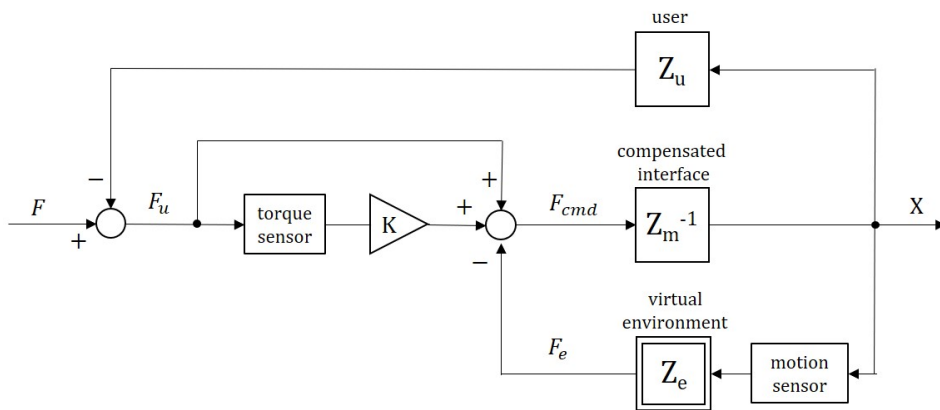 user
Z_u
−
+
compensated
interface
F
F_u
+
F_cmd
X
torque
sensor
K
Z_m^-1
+
−
virtual
environment
F_e
Z_e
motion
sensor